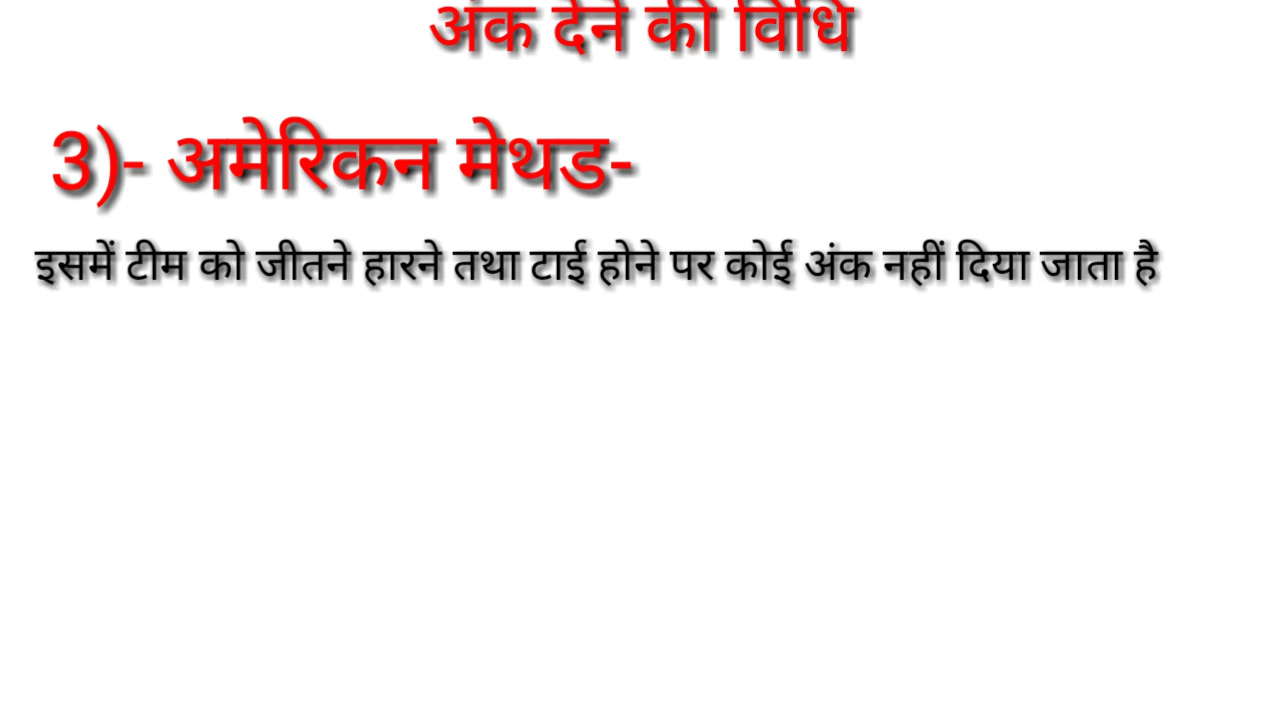 अंक देने की विधि
3)- अमेरिकन मेथड-
इसमें टीम को जीतने हारने तथा टाई होने पर कोई अंक नहीं दिया जाता है